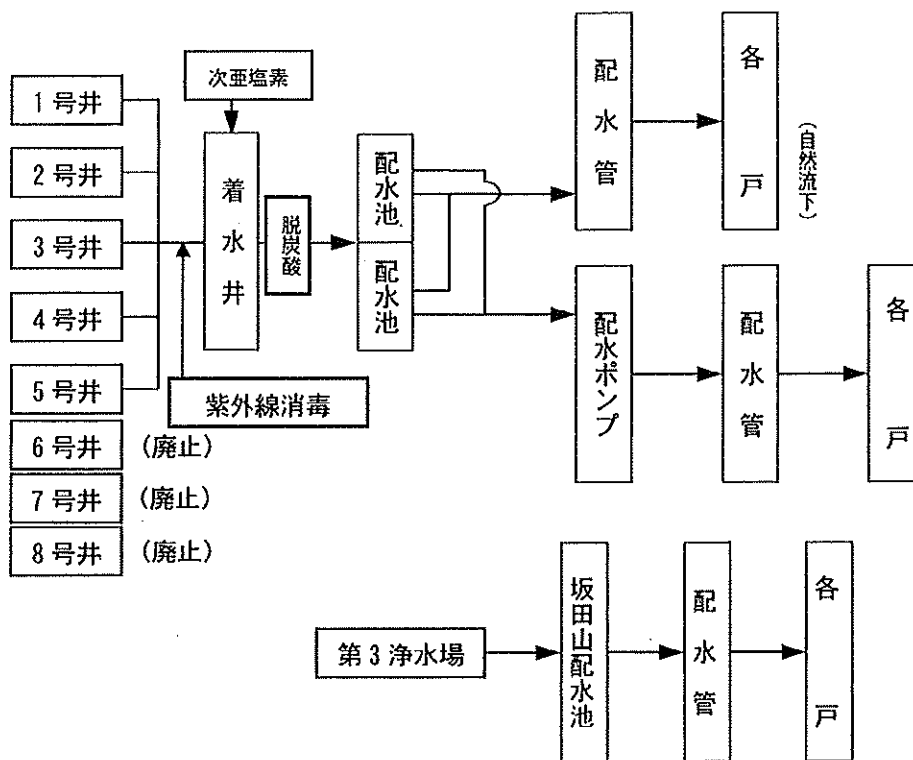 次亜塩素
1号井
2号井
3号井
4号井
5号井
6号井 (廃止)
7号井 (廃止)
8号井 (廃止)
紫外線消毒
着水井
脱炭酸
配水池
配水池
配水管
各戸
(自然流下)
配水ポンプ
配水管
各戸
第3浄水場
坂田山配水池
配水管
各戸